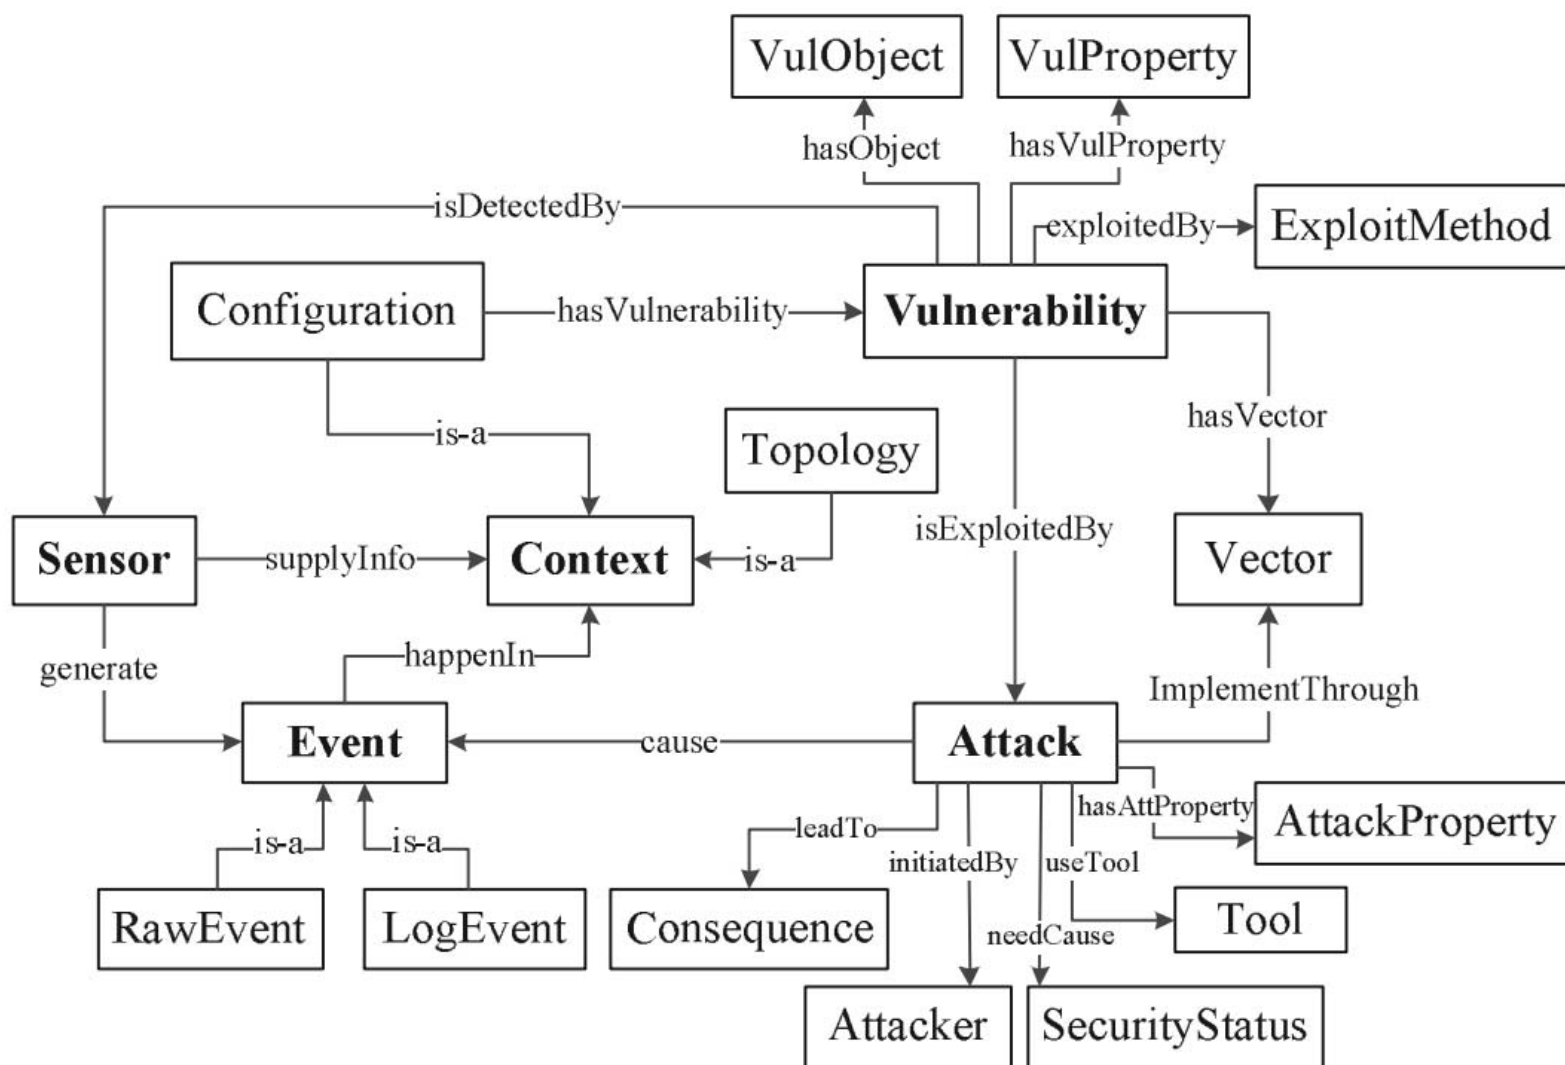 VulObject
VulProperty
hasObject
hasVulProperty
isDetectedBy
exploitedBy
ExploitMethod
Configuration
hasVulnerability
Vulnerability
hasVector
is-a
Topology
isExploitedBy
Sensor
supplyInfo
Context
is-a
Vector
generate
happenIn
ImplementThrough
Event
cause
Attack
hasAttProperty
AttackProperty
is-a
is-a
leadTo
initiatedBy
useTool
RawEvent
LogEvent
Consequence
needCause
Tool
Attacker
SecurityStatus